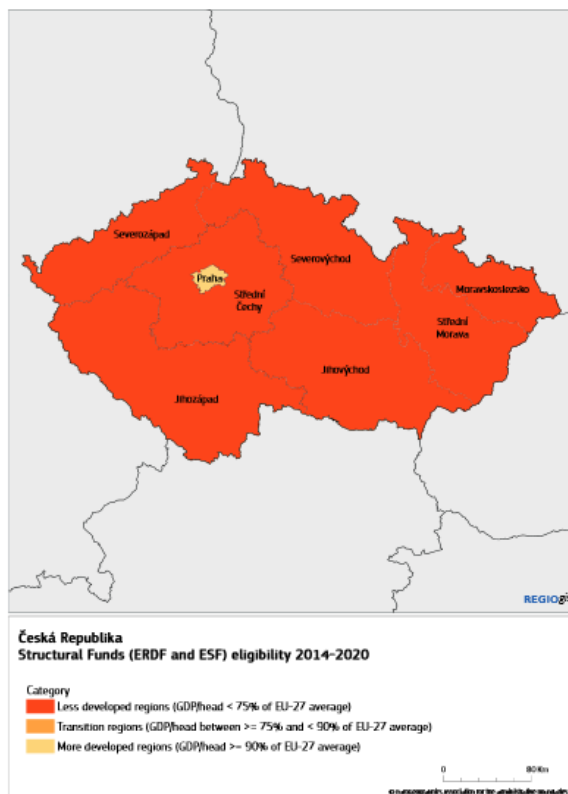 Severozápad
Severovýchod
Praha
Moravskoslezsko
Střední
Čechy
Střední
Morava
Jihozápad
Jihovýchod
REGIO
Česká Republika
Structural Funds (ERDF and ESF) eligibility 2014-2020
Category
Less developed regions (GDP/head < 75% of EU-27 average)
Transition regions (GDP/head between >= 75% and < 90% of EU-27 average)
More developed regions (GDP/head >= 90% of EU-27 average)
0 80 Km